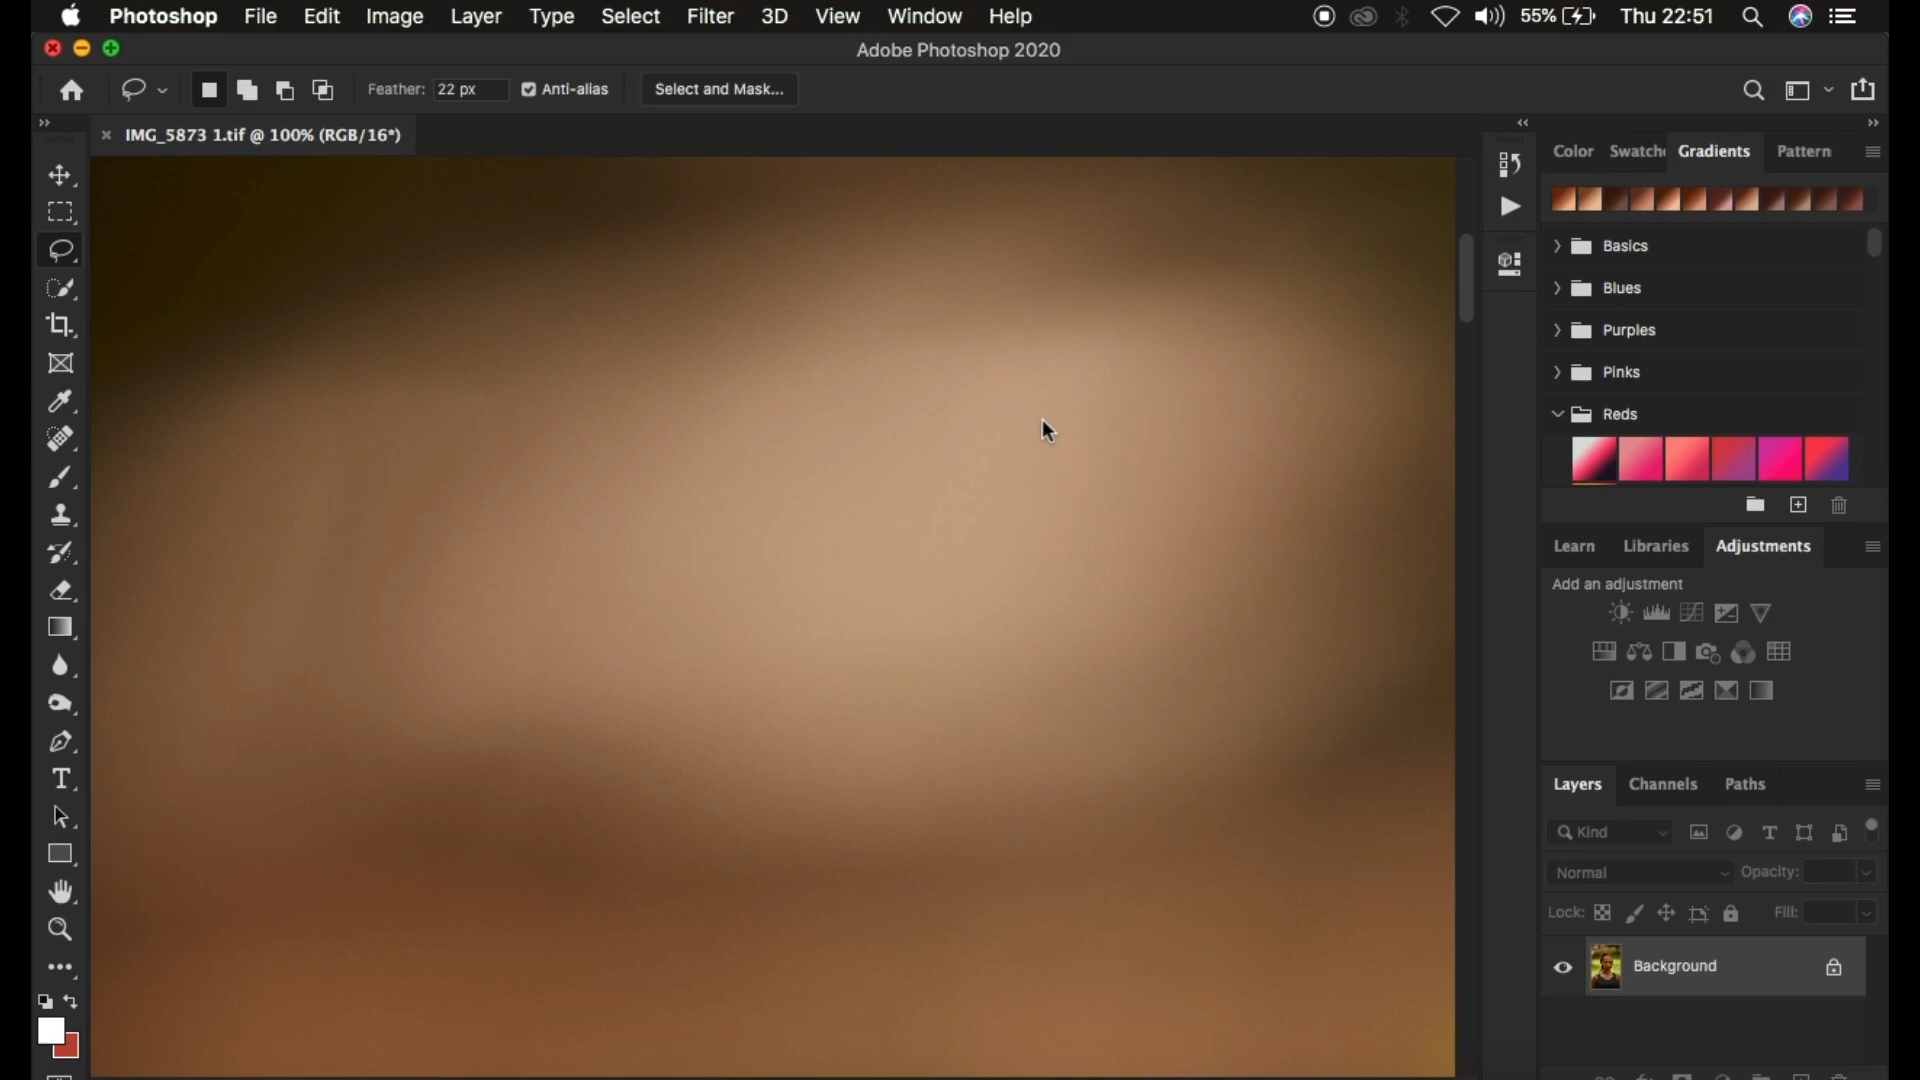 Photoshop File Edit Image Layer Type Select Filter 3D View Window Help 55% Thu 22:51
Adobe Photoshop 2020
Feather: 22 px Anti-alias Select and Mask...
IMG_5873 1.tif @ 100% (RGB/16*)
Color Swatche Gradients Pattern
Basics
Blues
Purples
Pinks
Reds
Learn Libraries Adjustments
Add an adjustment
Layers Channels Paths
Kind
Normal Opacity:
Lock: Fill:
Background